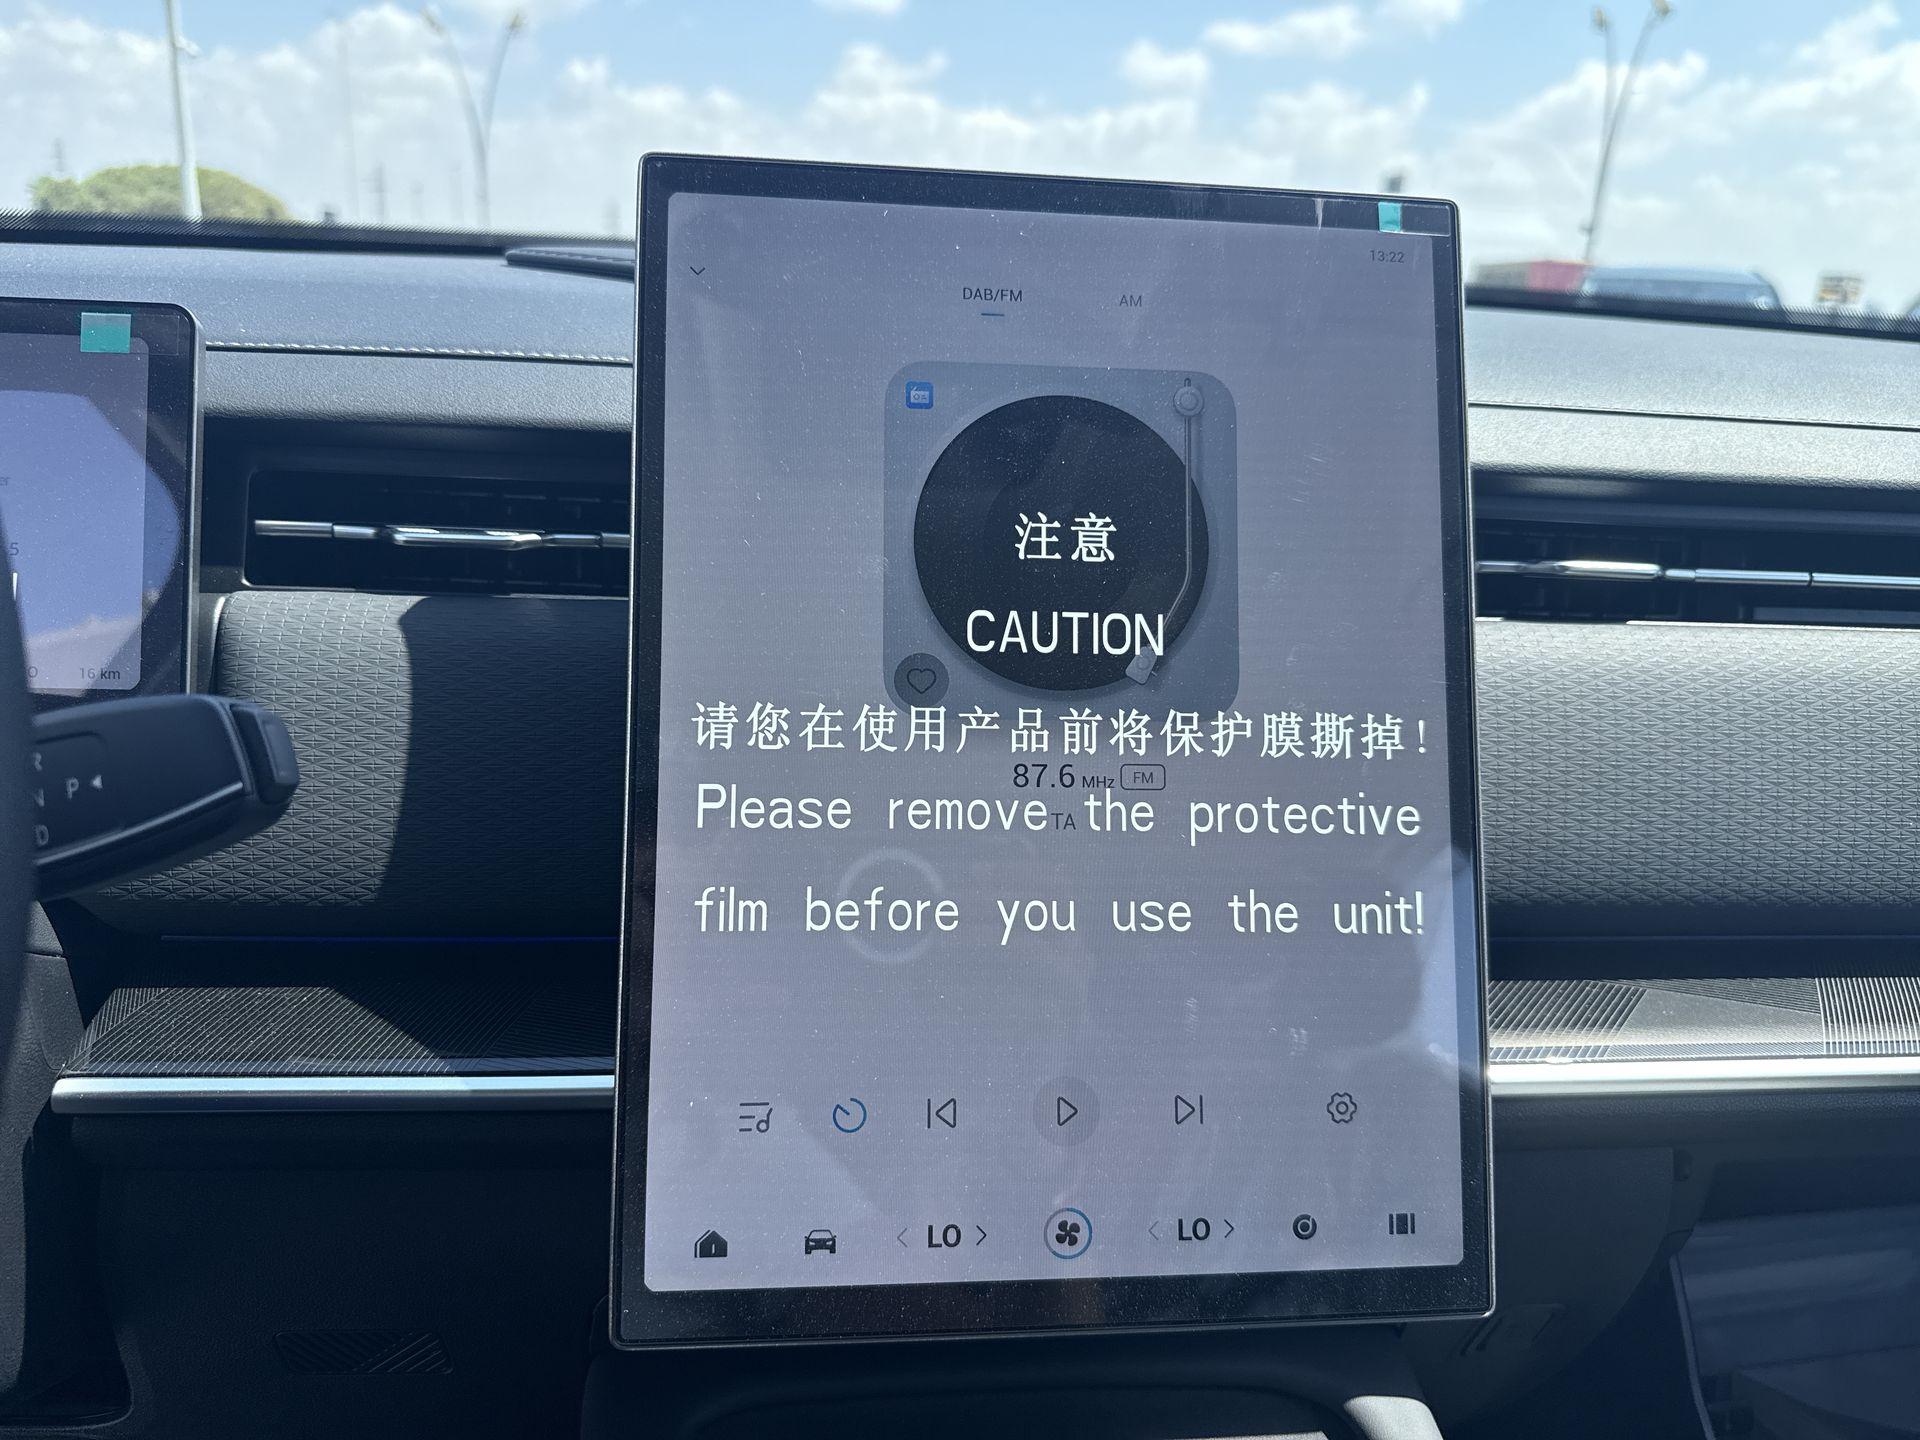 13:22
DAB/FM AM
注意
CAUTION
请您在使用产品前将保护膜撕掉!
87.6 MHz FM
Please remove the protective
TA
film before you use the unit!
16 km
P
N
D
LO LO